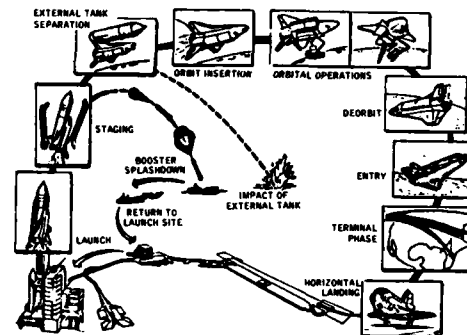 EXTERNAL TANK
SEPARATION
ORBIT INSERTION
ORBITAL OPERATIONS
STAGING
DEORBIT
BOOSTER
SPLASHDOWN
ENTRY
IMPACT OF
EXTERNAL TANK
RETURN TO
LAUNCH SITE
TERMINAL
PHASE
LAUNCH
HORIZONTAL
LANDING